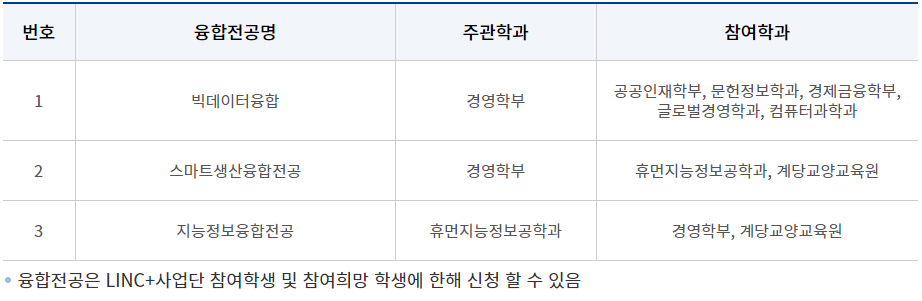 번호 융합전공명 주관학과 참여학과
1 빅데이터융합 경영학부 공공인재학부, 문헌정보학과, 경제금융학부,
글로벌경영학과, 컴퓨터과학과
2 스마트생산융합전공 경영학부 휴먼지능정보공학과, 계당교양교육원
3 지능정보융합전공 휴먼지능정보공학과 경영학부, 계당교양교육원
• 융합전공은 LINC+사업단 참여학생 및 참여희망 학생에 한해 신청 할 수 있음